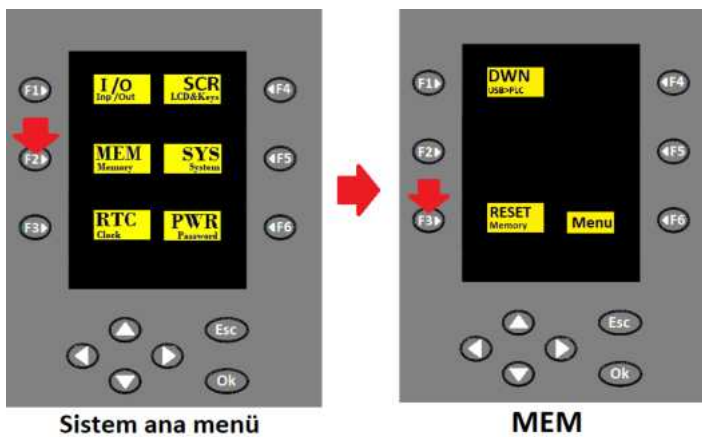 I/O SCR
Inp/Out LCD&Keys
F1 F4
MEM SYS
Memory System
F2 F5
RTC PWR
Clock Password
F3 F6
Esc
Ok
Sistem ana menü
DWN
USB>PLC
F1 F4
F2 F5
RESET
Memory Menu
F3 F6
Esc
Ok
MEM